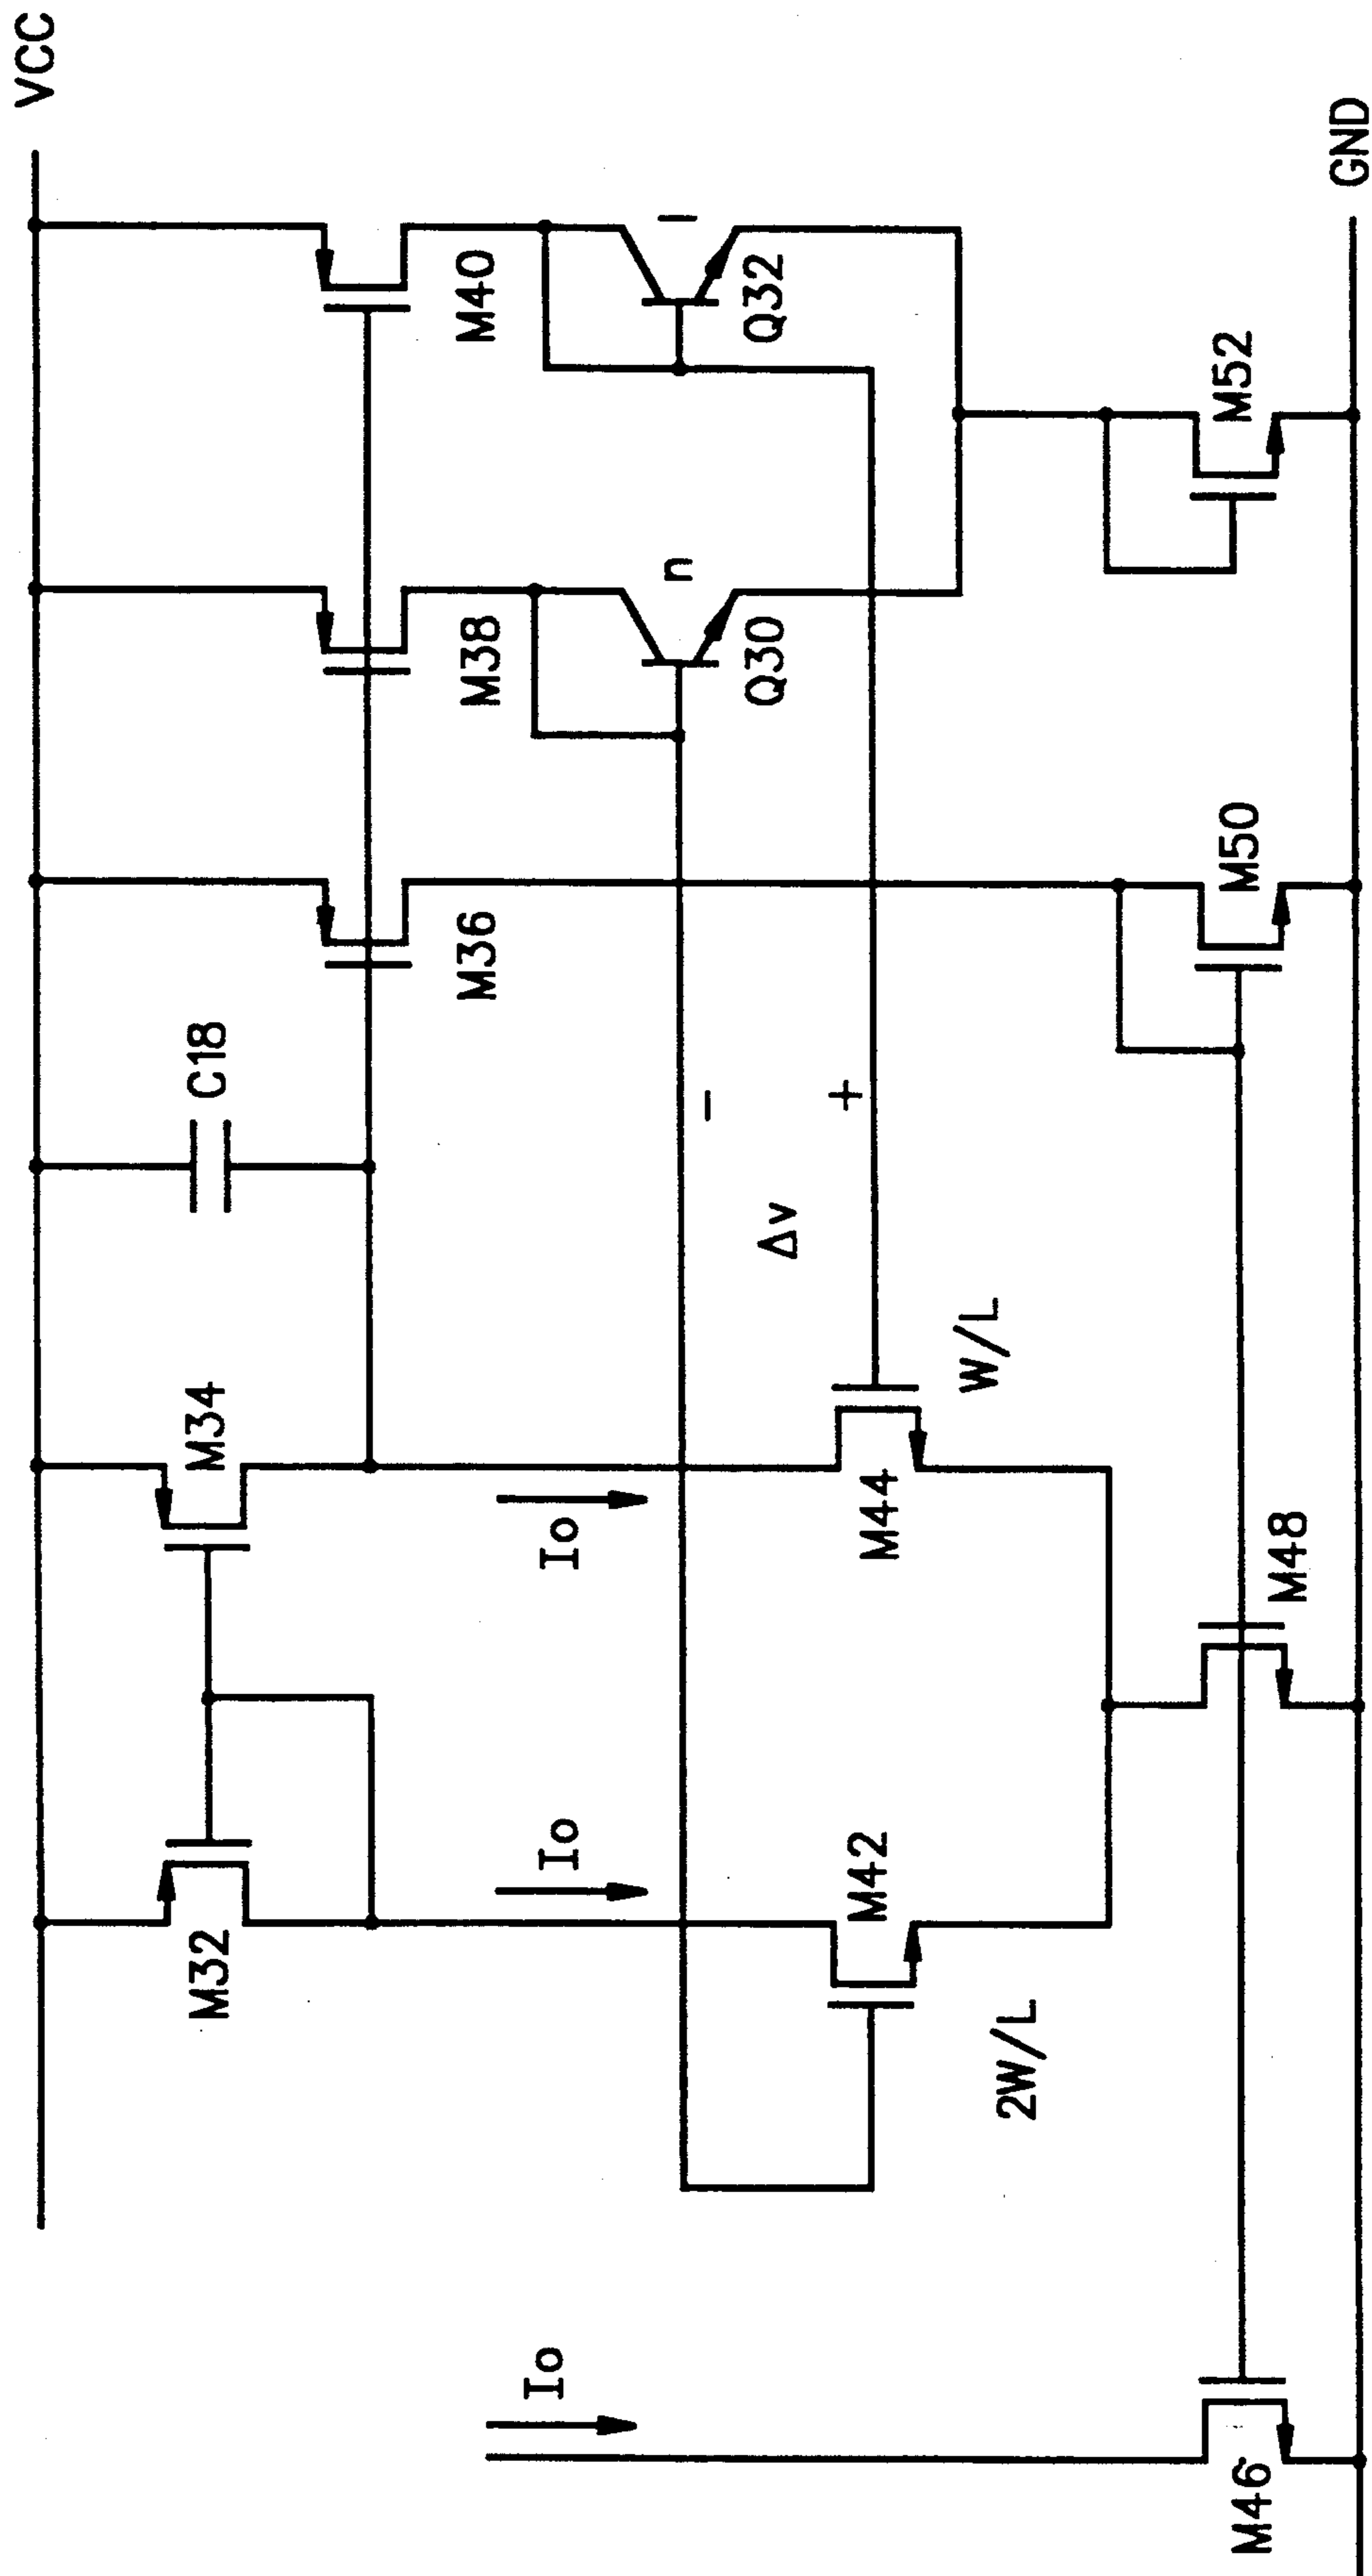 VCC
M32
M34
C18
M36
M38
M40
Io
Io
Io
n
1
−
Δv
+
Q30
Q32
M42
M44
2W/L
W/L
M46
M48
M50
M52
GND